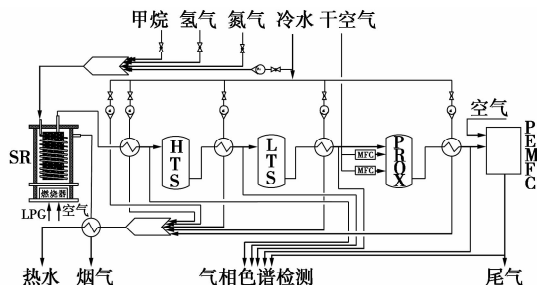 甲烷 氢气 氮气 冷水 干空气
空气
HTS
LTS
MFC
MFC
PROX
PEMFC
SR
燃烧器
LPG 空气
热水 烟气 气相色谱检测 尾气